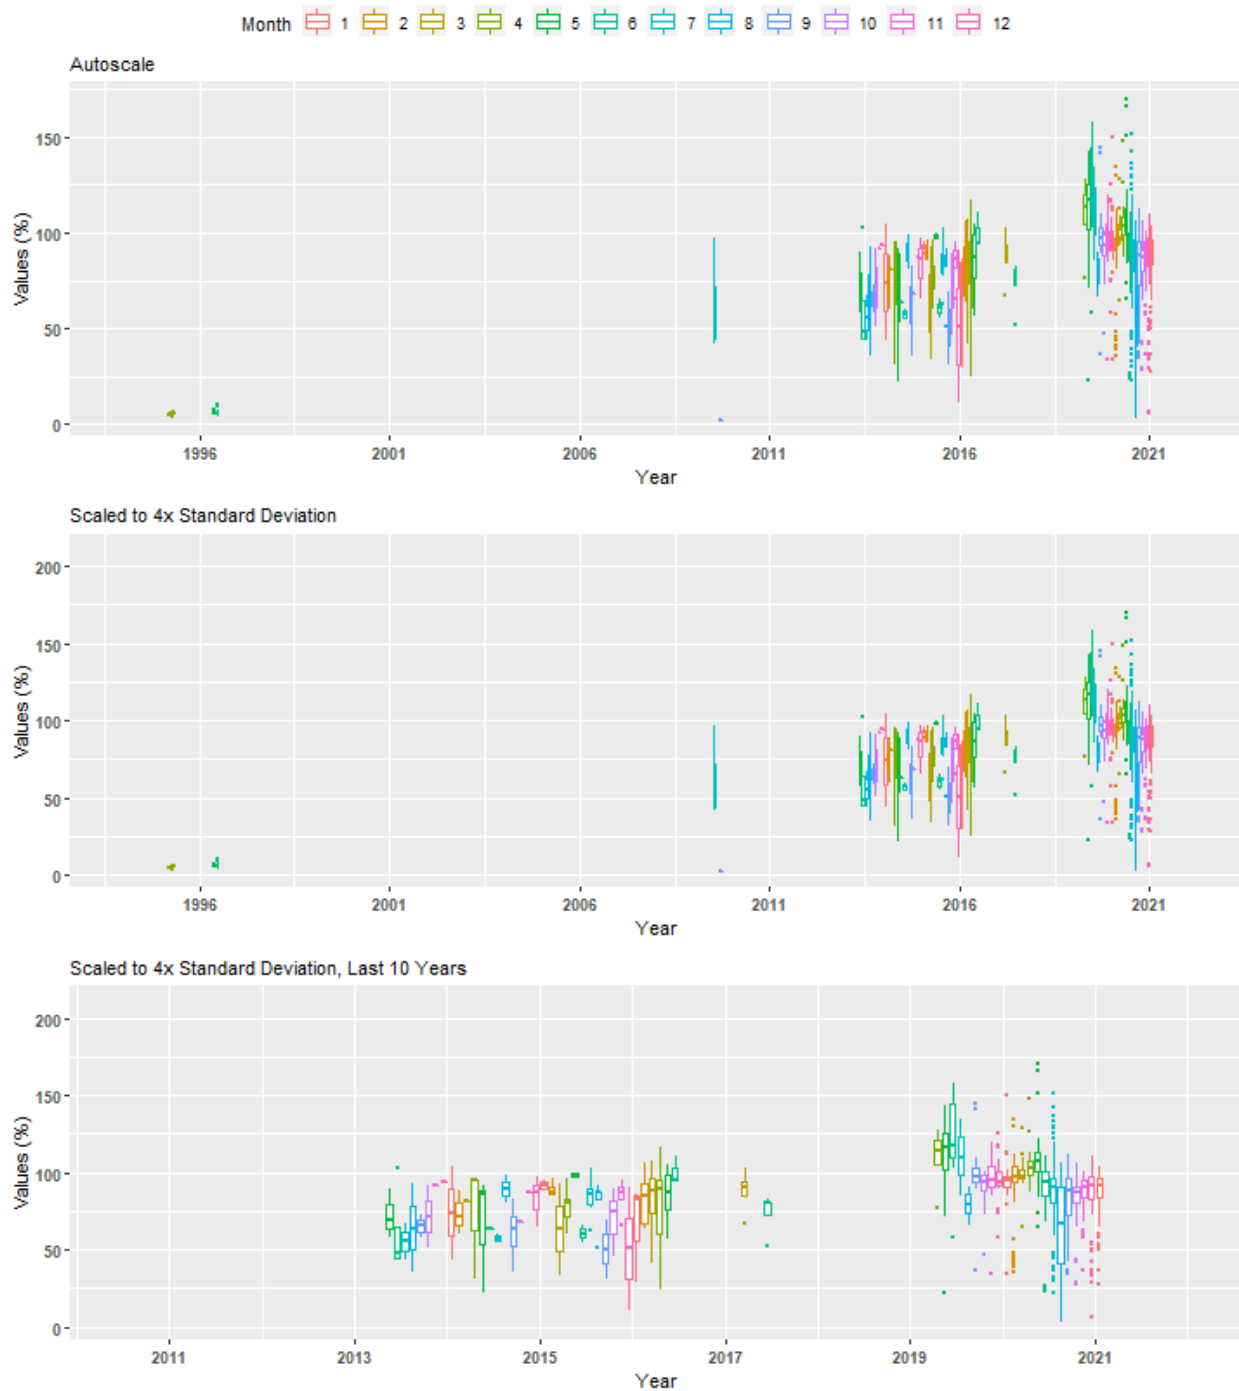 Month 1 2 3 4 5 6 7 8 9 10 11 12
Autoscale
Values (%)
150
100
50
0
1996 2001 2006 2011 2016 2021
Year
Scaled to 4x Standard Deviation
Values (%)
200
150
100
50
0
1996 2001 2006 2011 2016 2021
Year
Scaled to 4x Standard Deviation, Last 10 Years
Values (%)
200
150
100
50
0
2011 2013 2015 2017 2019 2021
Year